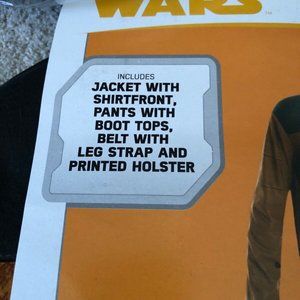 WARS
INCLUDES
JACKET WITH
SHIRTFRONT,
PANTS WITH
BOOT TOPS,
BELT WITH
LEG STRAP AND
PRINTED HOLSTER